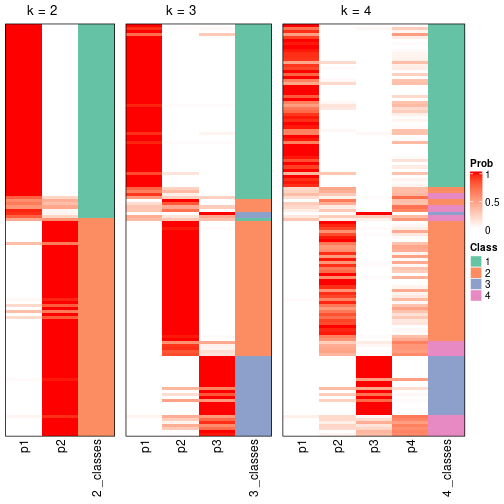 k = 2
k = 3
k = 4
Prob
1
0.5
0
Class
1
2
3
4
p1
p2
2_classes
p1
p2
p3
3_classes
p1
p2
p3
p4
4_classes